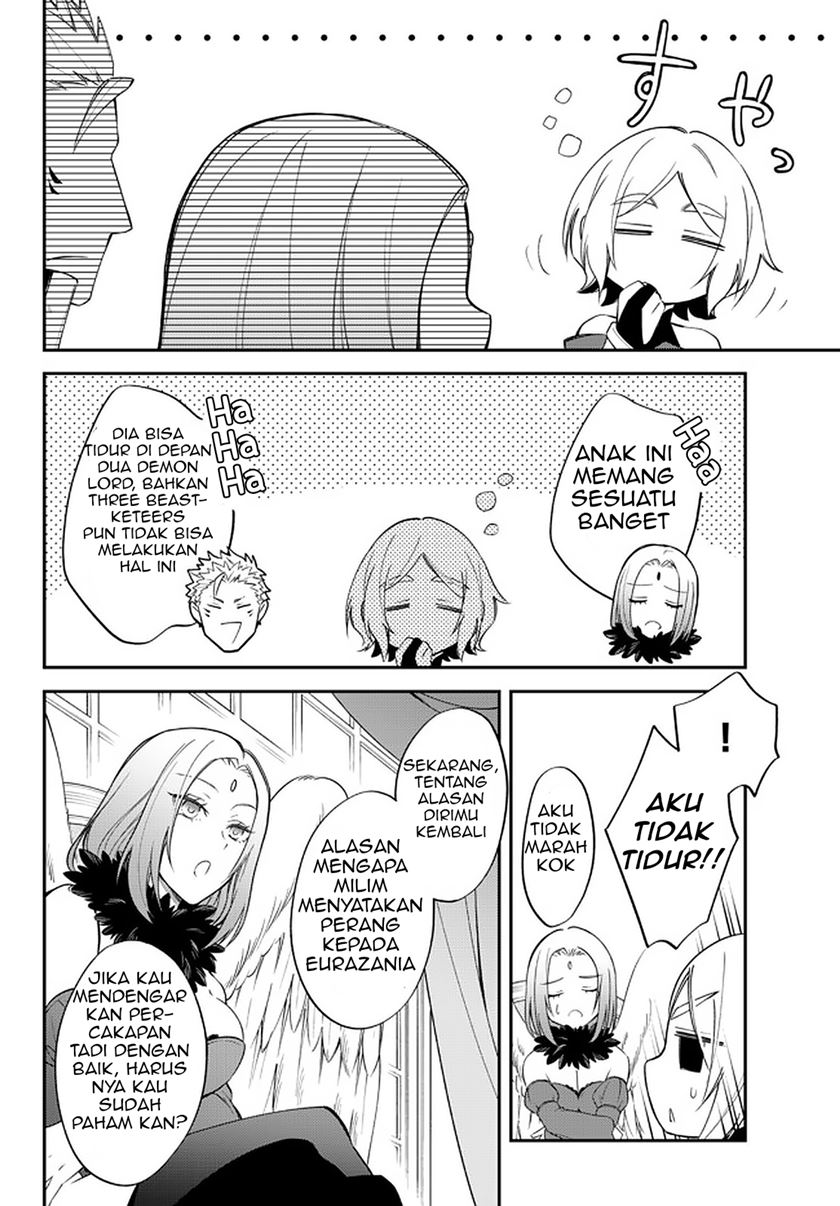 すやっ
Haa
ANAK INI
MEMANG
SESUATU
BANGET
Ha
Ha
Ha
DIA BISA
TIDUR DI DEPAN
DUA DEMON
LORD, BAHKAN
THREE BEAST-
KETEERS
PUN TIDAK BISA
MELAKUKAN
HAL INI
!
AKU
TIDAK
TIDUR!!
AKU
TIDAK
MARAH
KOK
SEKARANG,
TENTANG
ALASAN
DIRIMU
KEMBALI
ALASAN
MENGAPA
MILIM
MENYATAKAN
PERANG
KEPADA
EURAZANIA
JIKA KAU
MENDENGAR
KAN PER-
CAKAPAN
TADI DENGAN
BAIK, HARUS
NYA KAU
SUDAH
PAHAM KAN?